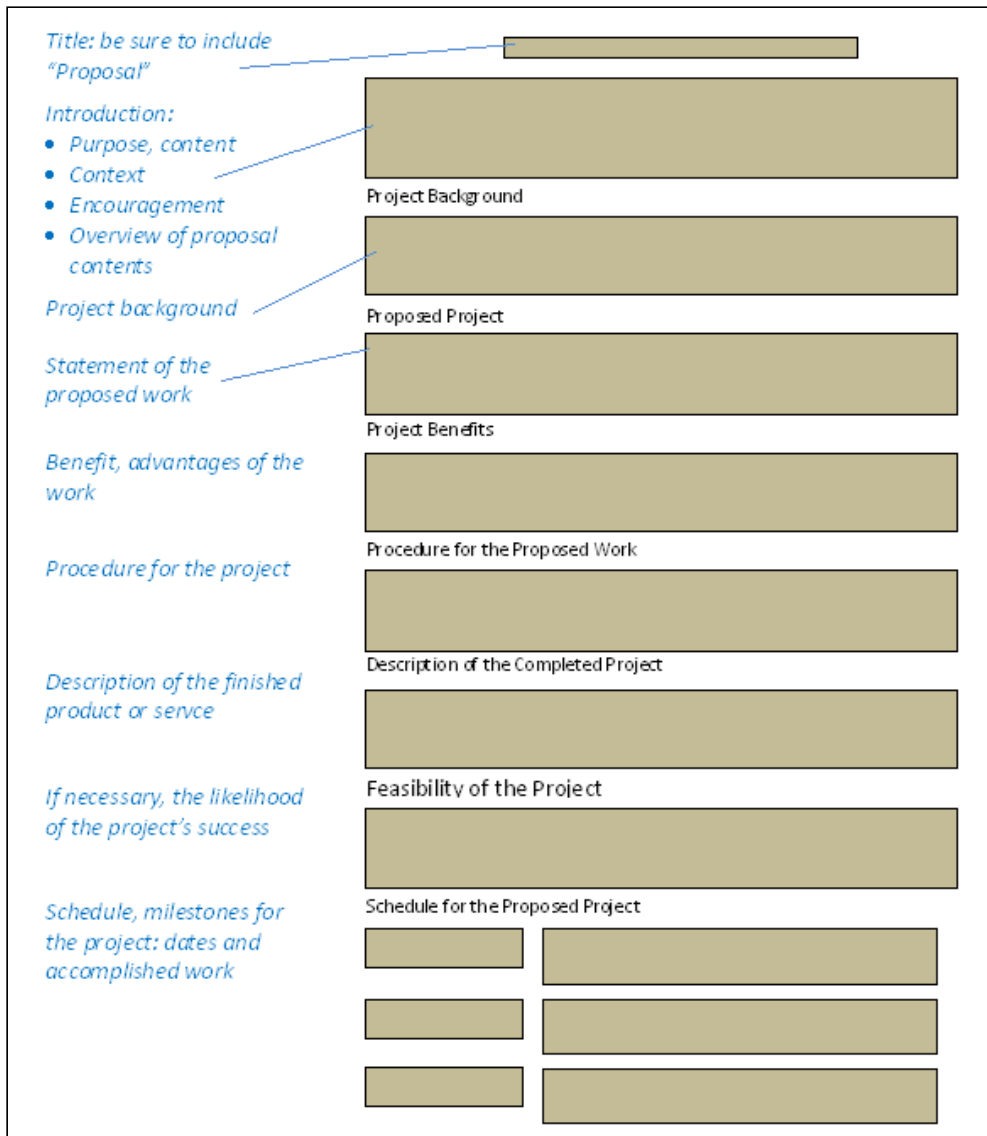 Title: be sure to include
“Proposal”
Introduction:
• Purpose, content
• Context
• Encouragement
• Overview of proposal
contents
Project Background
Project background
Proposed Project
Statement of the
proposed work
Project Benefits
Benefit, advantages of the
work
Procedure for the Proposed Work
Procedure for the project
Description of the Completed Project
Description of the finished
product or servce
Feasibility of the Project
If necessary, the likelihood
of the project’s success
Schedule for the Proposed Project
Schedule, milestones for
the project: dates and
accomplished work